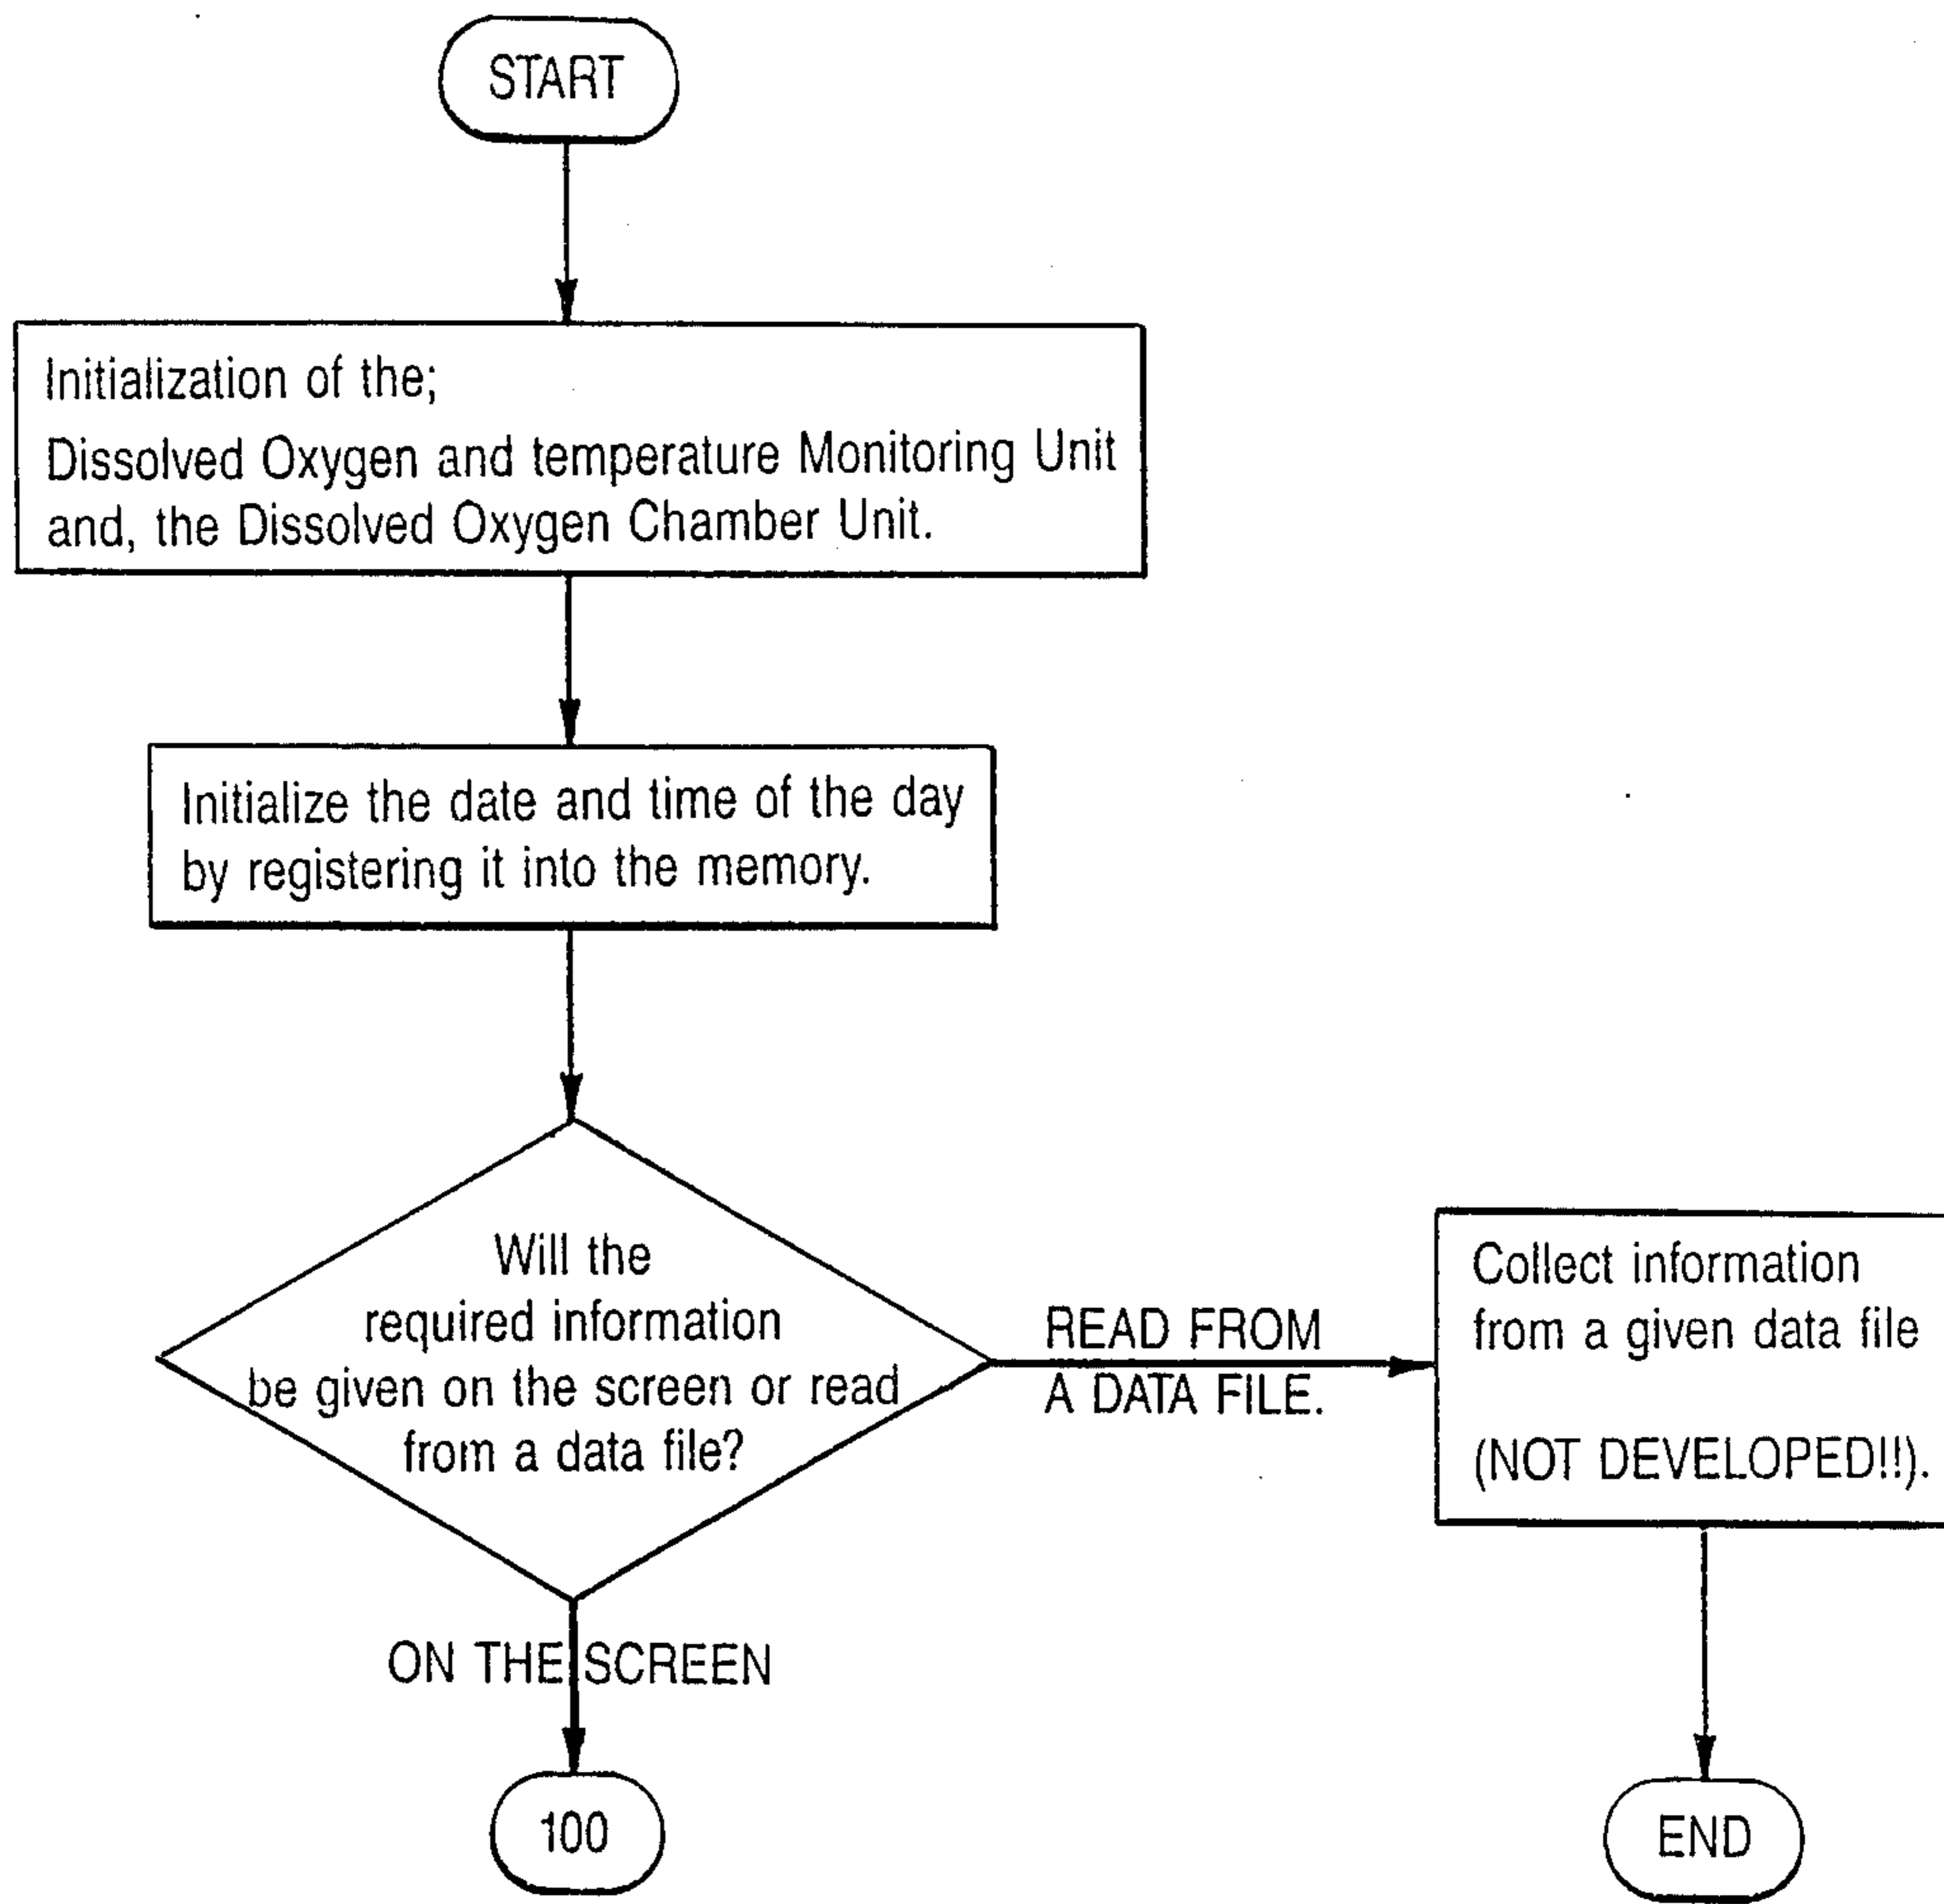 START
Initialization of the;
Dissolved Oxygen and temperature Monitoring Unit
and, the Dissolved Oxygen Chamber Unit.
Initialize the date and time of the day
by registering it into the memory.
Will the
required information
be given on the screen or read
from a data file?
READ FROM
A DATA FILE.
Collect information
from a given data file
(NOT DEVELOPED!!).
ON THE SCREEN
100
END